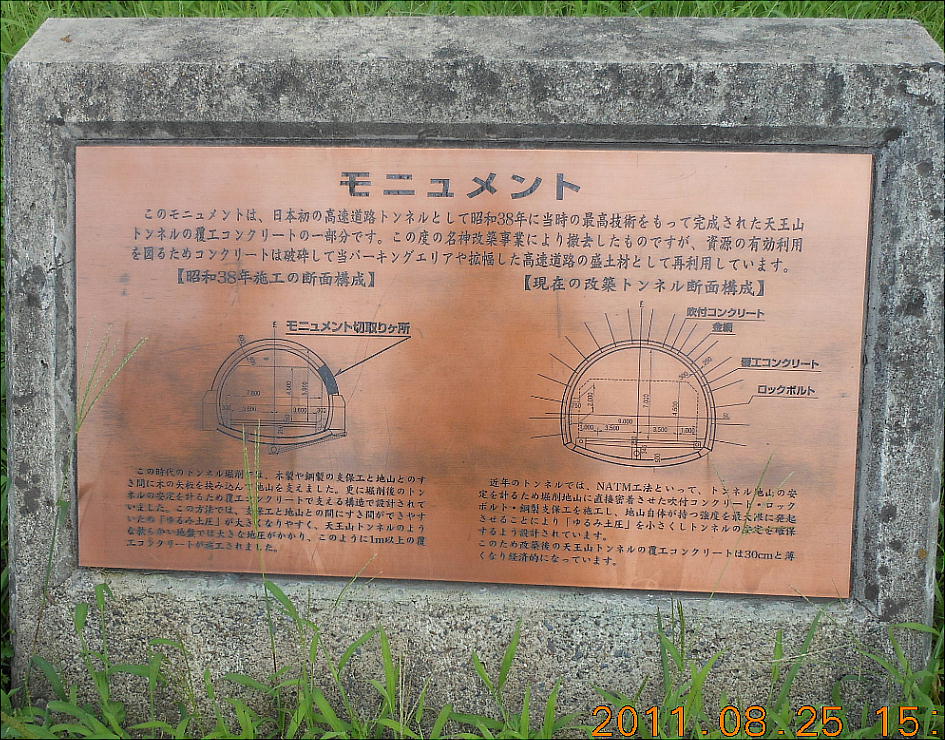 モニュメント
このモニュメントは、日本初の高速道路トンネルとして昭和38年に当時の最高技術をもって完成された天王山
トンネルの覆工コンクリートの一部分です。この度の名神改築事業により撤去したものですが、資源の有効利用
を図るためコンクリートは破砕して当パーキングエリアや拡幅した高速道路の盛土材として再利用しています。
【昭和38年施工の断面構成】
モニュメント切取りヶ所
7.600
3.600
3.600
この時代のトンネル掘削では、木製や鋼製の支保工と地山とのす
き間に木の矢板を挟み込んで地山を支えました。更に掘削後のトン
ネルの安定を計るため覆工コンクリートで支える構造で設計されて
いました。この方法では、支保工と地山との間にすき間ができやす
いため「ゆるみ土圧」が大きくなりやすく、天王山トンネルのよう
な軟らかい地盤では大きな地圧がかかり、このように1m以上の覆
工コンクリートが施工されました。
【現在の改築トンネル断面構成】
吹付コンクリート
金網
覆工コンクリート
ロックボルト
9.000
1.000
3.500
3.500
1.000
近年のトンネルでは、NATM工法といって、トンネル地山の安
定を計るため掘削地山に直接密着させた吹付コンクリート・ロック
ボルト・鋼製支保工を施工し、地山自体が持つ強度を最大限に発起
させることにより「ゆるみ土圧」を小さくしトンネルの安定を確保
するよう設計されています。
このため改築後の天王山トンネルの覆工コンクリートは30cmと薄
くなり経済的になっています。
2011.08.25 15: